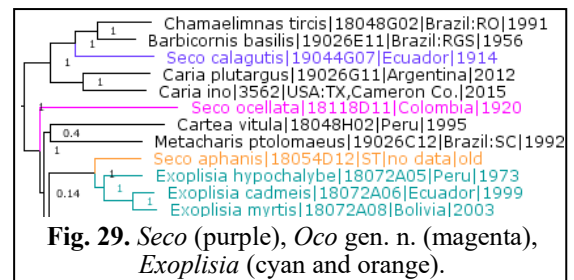 Chamaelimnas tircis|18048G02|Brazil:RO|1991
1
1
Barbicornis basilis|19026E11|Brazil:RGS|1956
Seco calagutis|19044G07|Ecuador|1914
1
Caria plutargus|19026G11|Argentina|2012
Caria ino|3562|USA:TX,Cameron Co.|2015
1
Seco ocellata|18118D11|Colombia|1920
0.4
Cartea vitula|18048H02|Peru|1995
1
Metacharis ptolomaeus|19026C12|Brazil:SC|1992
Seco aphanis|18054D12|ST|no data|old
0.14
1
Exoplisia hypochalybe|18072A05|Peru|1973
1
Exoplisia cadmeis|18072A06|Ecuador|1999
1
Exoplisia myrtis|18072A08|Bolivia|2003
Fig. 29. Seco (purple), Oco gen. n. (magenta),
Exoplisia (cyan and orange).